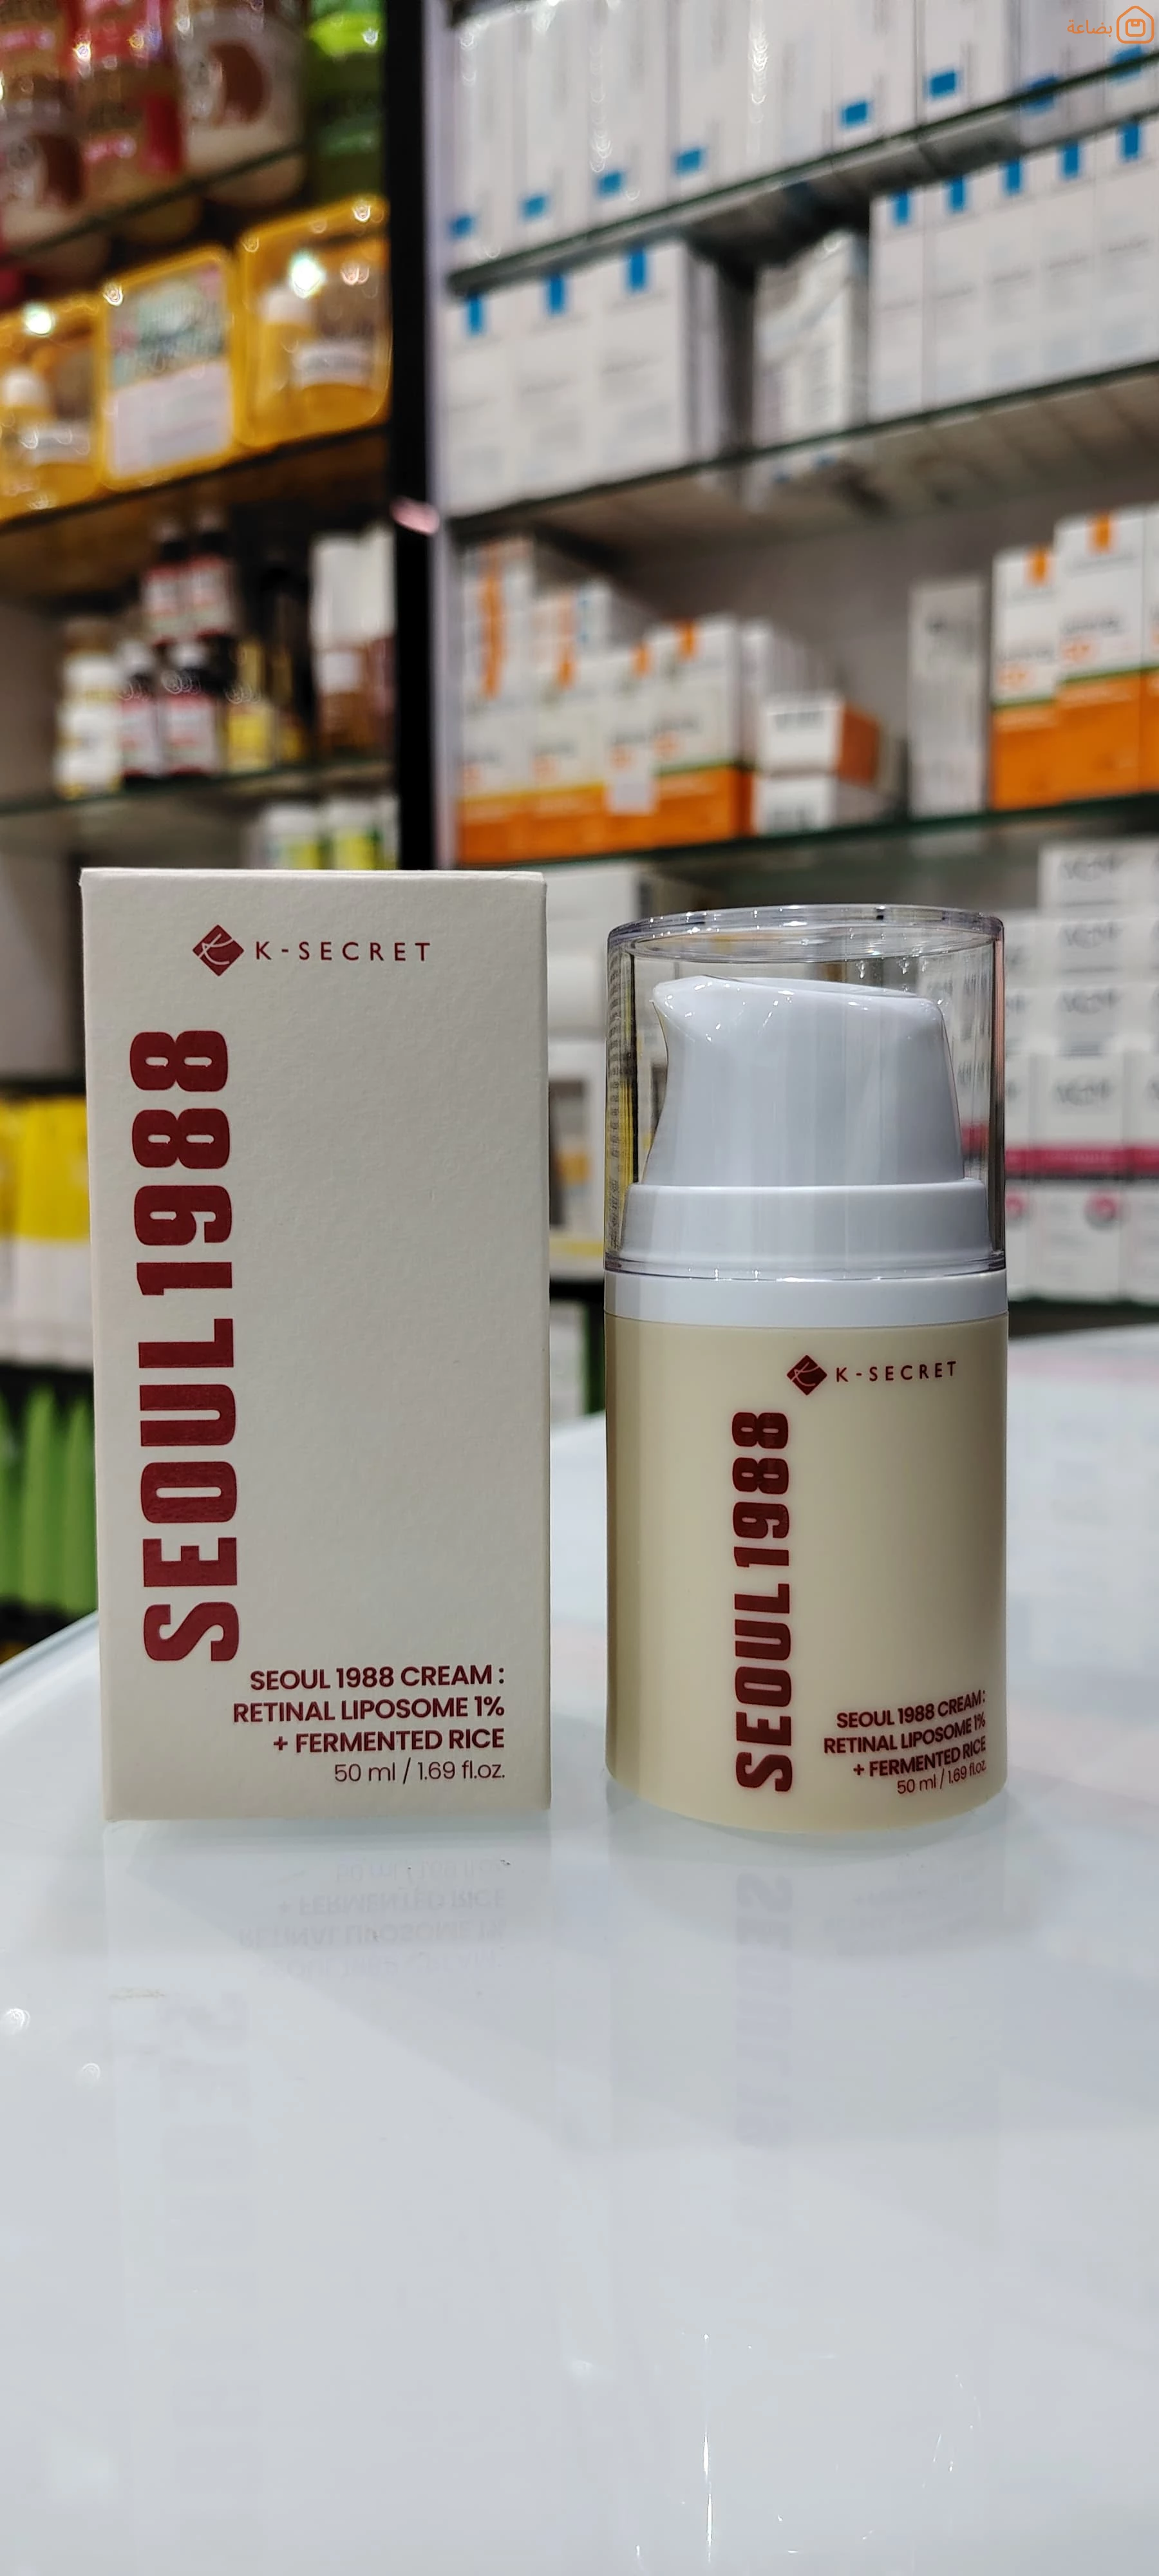 بضاعة
K-SECRET
SEOUL 1988
SEOUL 1988 CREAM :
RETINAL LIPOSOME 1%
+ FERMENTED RICE
50 ml / 1.69 fl.oz.
K-SECRET
SEOUL 1988
SEOUL 1988 CREAM :
RETINAL LIPOSOME 1%
+ FERMENTED RICE
50 ml / 1.69 fl.oz.